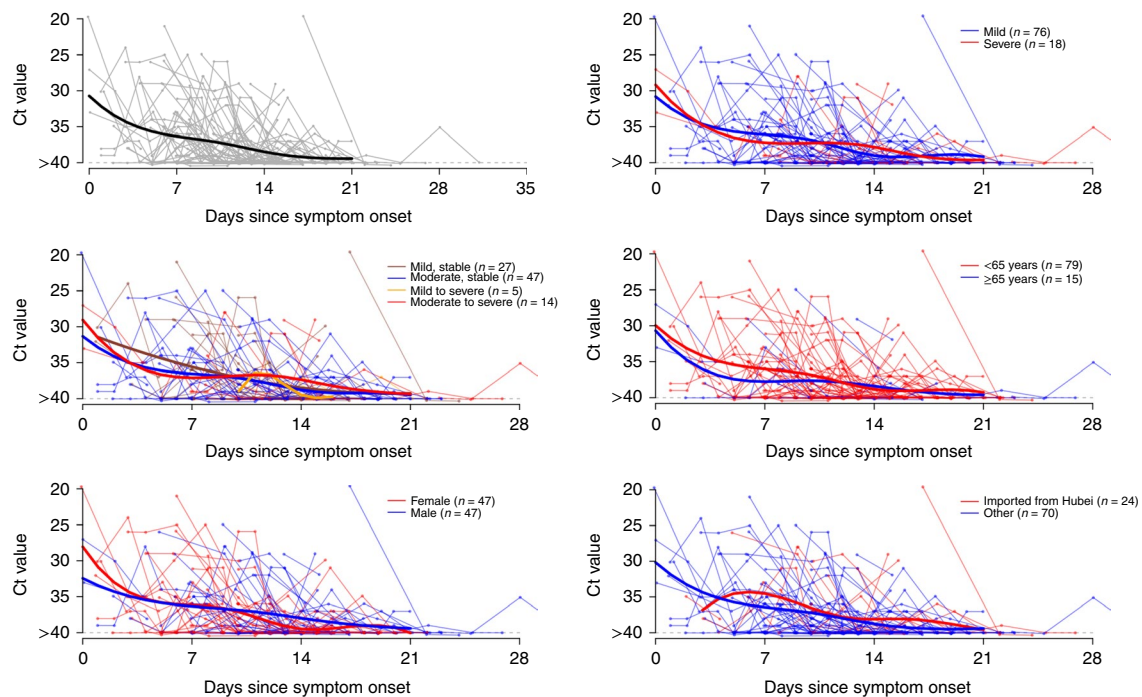 20
25
30
35
>40
Ct value
0 7 14 21 28 35
Days since symptom onset
20
25
30
35
>40
Ct value
Mild (n = 76)
Severe (n = 18)
0 7 14 21 28
Days since symptom onset
20
25
30
35
>40
Ct value
Mild, stable (n = 27)
Moderate, stable (n = 47)
Mild to severe (n = 5)
Moderate to severe (n = 14)
0 7 14 21 28
Days since symptom onset
20
25
30
35
>40
Ct value
<65 years (n = 79)
≥65 years (n = 15)
0 7 14 21 28
Days since symptom onset
20
25
30
35
>40
Ct value
Female (n = 47)
Male (n = 47)
0 7 14 21 28
Days since symptom onset
20
25
30
35
>40
Ct value
Imported from Hubei (n = 24)
Other (n = 70)
0 7 14 21 28
Days since symptom onset